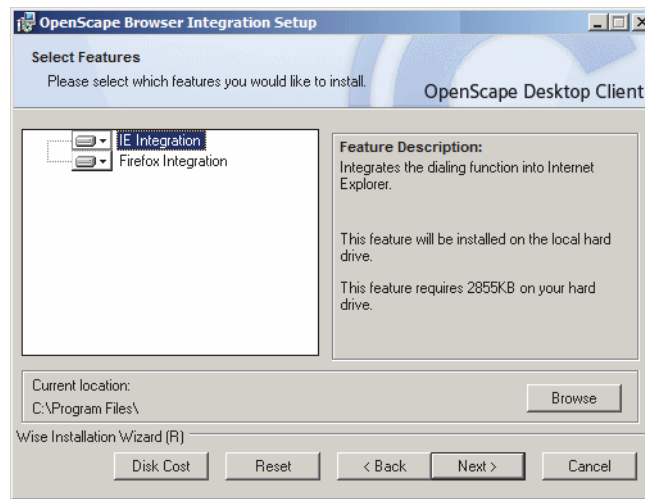 OpenScape Browser Integration Setup
Select Features
Please select which features you would like to install.
OpenScape Desktop Client
IE Integration
Firefox Integration
Feature Description:
Integrates the dialing function into Internet
Explorer.
This feature will be installed on the local hard
drive.
This feature requires 2855KB on your hard
drive.
Current location:
C:\Program Files\
Browse
Wise Installation Wizard (R)
Disk Cost
Reset
< Back
Next >
Cancel